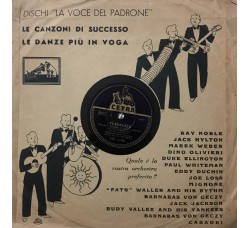 DISCHI "LA VOCE DEL PADRONE"
LE CANZONI DI SUCCESSO
LE DANZE PIÙ IN VOGA
CETRA
Quale è la
vostra orchestra
preferita?
RAY NOBLE
JACK HYLTON
MAREK WEBER
DINO OLIVIERI
DUKE ELLINGTON
PAUL WHITEMAN
EDDY DUCHIN
JOE LOSS
MIGNONE
"FATS" WALLER AND HIS RYTHM
BARNABAS VON GECZY
JACK JACKSON
RUDY VALLEE AND HIS YANKEES
BARNABAS VON GECZY
CASADEI